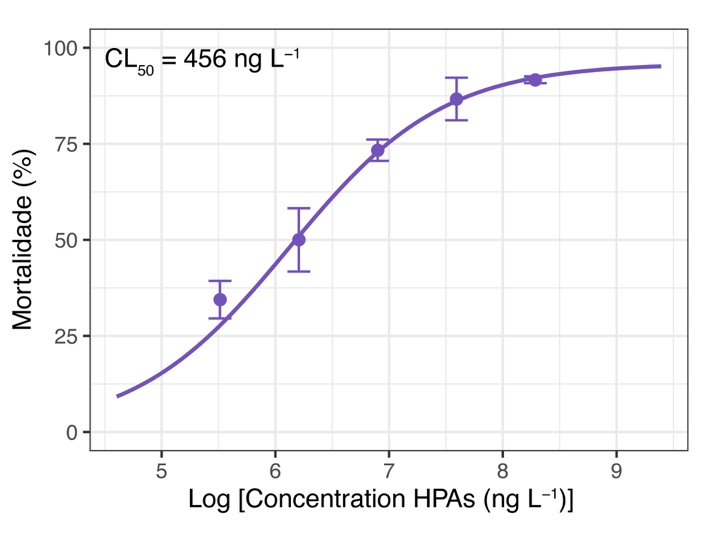 CL₅₀ = 456 ng L⁻¹
100
75
50
25
0
Mortalidade (%)
5 6 7 8 9
Log [Concentration HPAs (ng L⁻¹)]